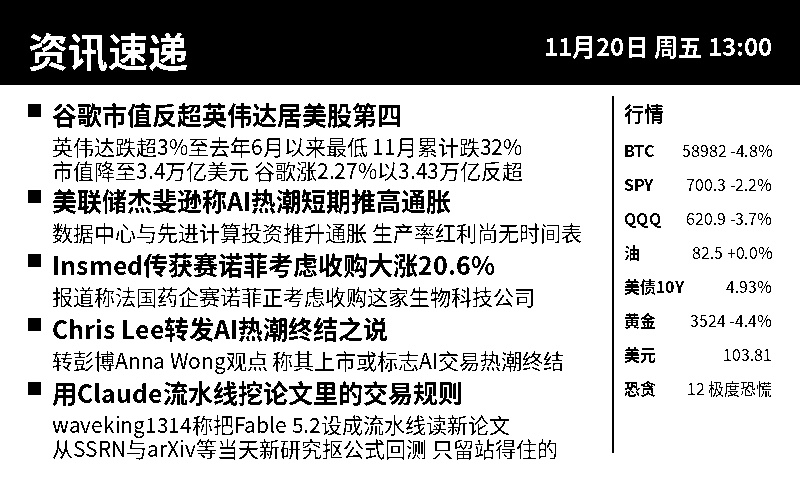 资讯速递
11月20日 周五 13:00
谷歌市值反超英伟达居美股第四
英伟达跌超3%至去年6月以来最低 11月累计跌32%
市值降至3.4万亿美元 谷歌涨2.27%以3.43万亿反超
美联储杰斐逊称AI热潮短期推高通胀
数据中心与先进计算投资推升通胀 生产率红利尚无时间表
Insmed传获赛诺菲考虑收购大涨20.6%
报道称法国药企赛诺菲正考虑收购这家生物科技公司
Chris Lee转发AI热潮终结之说
转彭博Anna Wong观点 称其上市或标志AI交易热潮终结
用Claude流水线挖论文里的交易规则
waveking1314称把Fable 5.2设成流水线读新论文
从SSRN与arXiv等当天新研究抠公式回测 只留站得住的
行情
BTC 58982 -4.8%
SPY 700.3 -2.2%
QQQ 620.9 -3.7%
油 82.5 +0.0%
美债10Y 4.93%
黄金 3524 -4.4%
美元 103.81
恐贪 12 极度恐慌